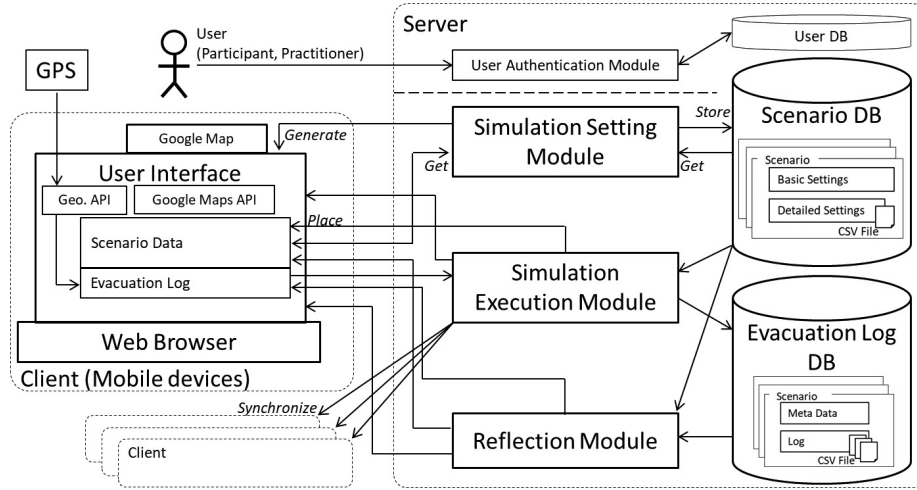 User
(Participant, Practitioner)
GPS
Server
User DB
User Authentication Module
Google Map
Generate
Simulation Setting
Module
Store
Get
Get
Scenario DB
Scenario
Basic Settings
Detailed Settings
CSV File
User Interface
Geo. API
Google Maps API
Place
Scenario Data
Evacuation Log
Simulation
Execution Module
Web Browser
Client (Mobile devices)
Evacuation Log
DB
Scenario
Meta Data
Log
CSV File
Synchronize
Client
Reflection Module